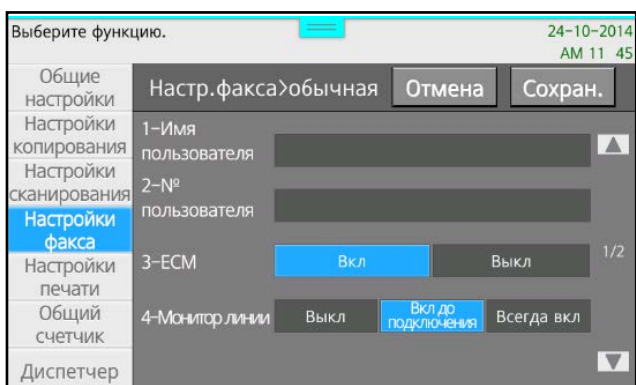 Выберите функцию.
24-10-2014
AM 11 45
Общие
настройки
Настройки
копирования
Настройки
сканирования
Настройки
факса
Настройки
печати
Общий
счетчик
Диспетчер
Настр.факса>обычная
Отмена
Сохран.
1-Имя
пользователя
2-№
пользователя
3-ECM
Вкл
Выкл
1/2
4-Монитор линии
Выкл
Вкл до
подключения
Всегда вкл